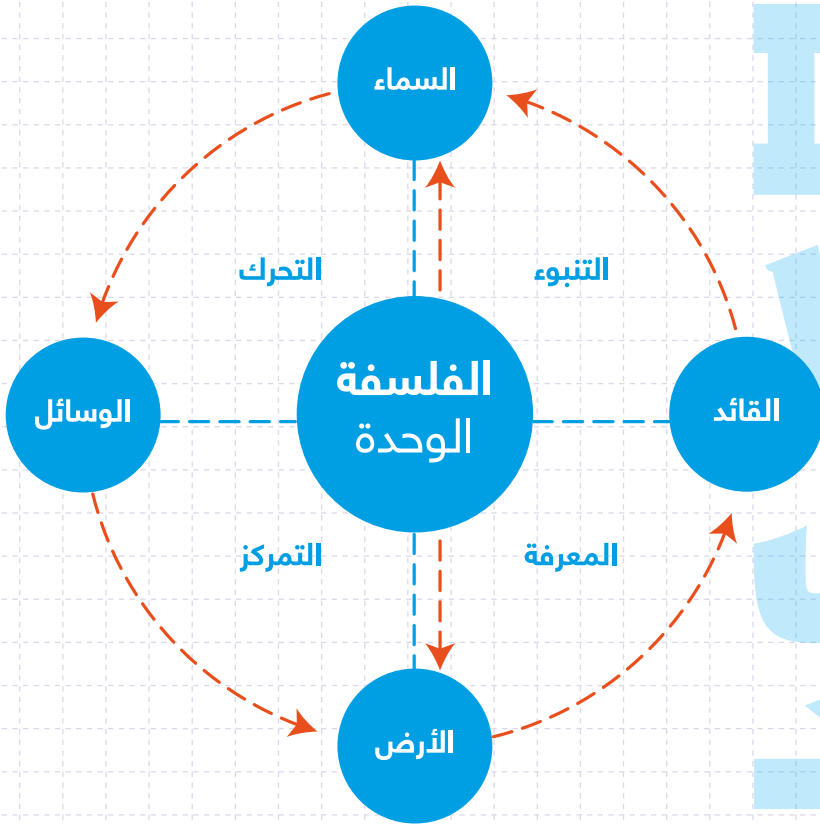 السماء
التنبوء
التحرك
الفلسفة
الوحدة
القائد
الوسائل
المعرفة
التمركز
الأرض